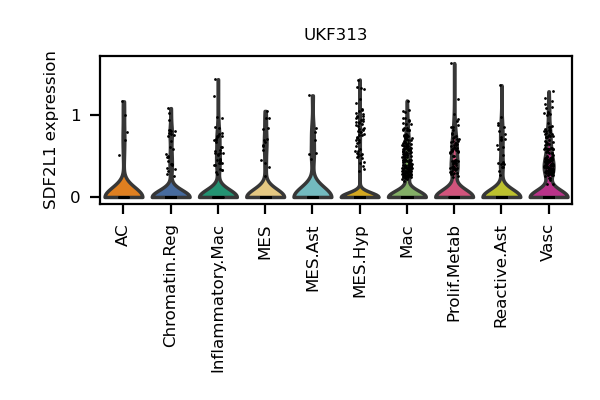 UKF313
SDF2L1 expression
1
0
AC
Chromatin.Reg
Inflammatory.Mac
MES
MES.Ast
MES.Hyp
Mac
Prolif.Metab
Reactive.Ast
Vasc